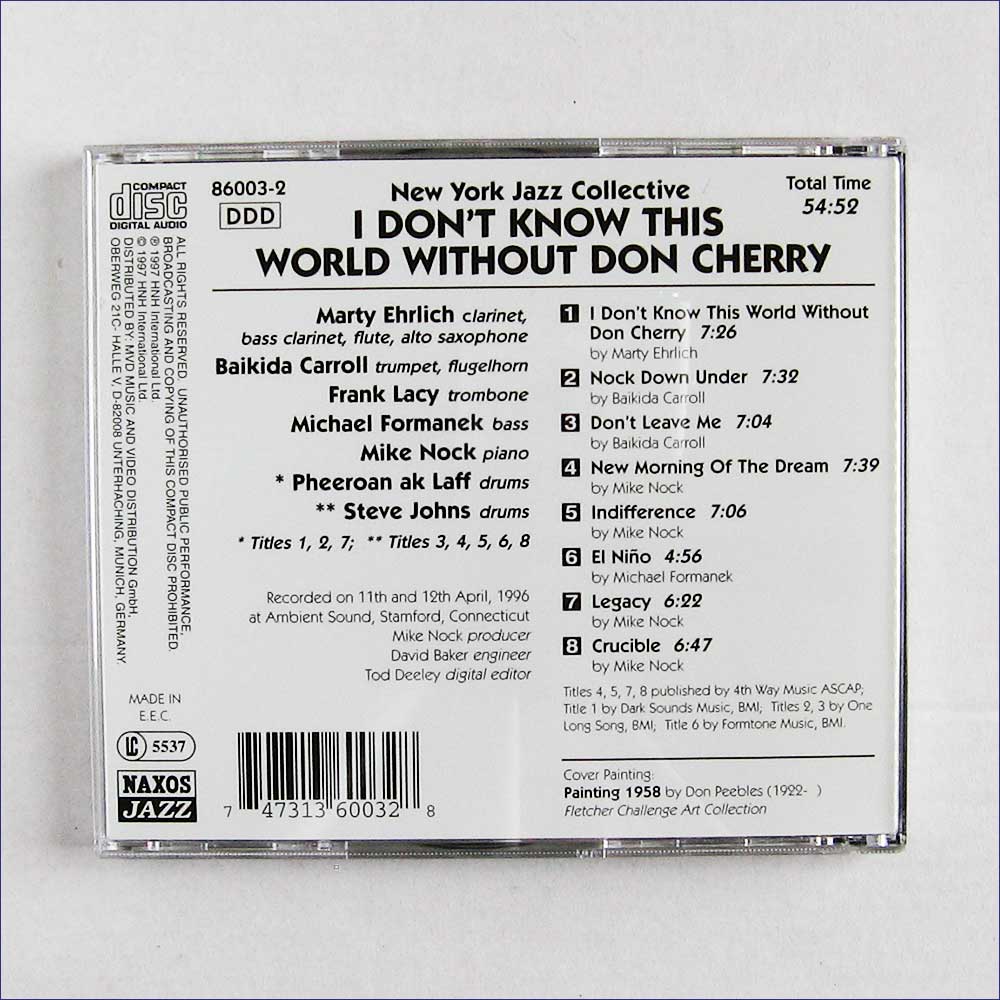 COMPACT
disc
DIGITAL AUDIO
86003-2
DDD
New York Jazz Collective
I DON'T KNOW THIS
WORLD WITHOUT DON CHERRY
Total Time
54:52
ALL RIGHTS RESERVED. UNAUTHORISED PUBLIC PERFORMANCE,
BROADCASTING AND COPYING OF THIS COMPACT DISC PROHIBITED.
℗ 1997 HNH International Ltd.
© 1997 HNH International Ltd.
DISTRIBUTED BY: MVD MUSIC AND VIDEO DISTRIBUTION GmbH,
OBERWEG 21C- HALLE V, D-82008 UNTERHACHING, MUNICH, GERMANY.
Marty Ehrlich clarinet,
bass clarinet, flute, alto saxophone
Baikida Carroll trumpet, flugelhorn
Frank Lacy trombone
Michael Formanek bass
Mike Nock piano
* Pheeroan ak Laff drums
** Steve Johns drums
* Titles 1, 2, 7; ** Titles 3, 4, 5, 6, 8
Recorded on 11th and 12th April, 1996
at Ambient Sound, Stamford, Connecticut
Mike Nock producer
David Baker engineer
Tod Deeley digital editor
1 I Don't Know This World Without
Don Cherry 7:26
by Marty Ehrlich
2 Nock Down Under 7:32
by Baikida Carroll
3 Don't Leave Me 7:04
by Baikida Carroll
4 New Morning Of The Dream 7:39
by Mike Nock
5 Indifference 7:06
by Mike Nock
6 El Niño 4:56
by Michael Formanek
7 Legacy 6:22
by Mike Nock
8 Crucible 6:47
by Mike Nock
Titles 4, 5, 7, 8 published by 4th Way Music ASCAP;
Title 1 by Dark Sounds Music, BMI; Titles 2, 3 by One
Long Song, BMI; Title 6 by Formtone Music, BMI.
Cover Painting:
Painting 1958 by Don Peebles (1922- )
Fletcher Challenge Art Collection
MADE IN
E.E.C.
LC 5537
NAXOS
JAZZ
7 47313 60032 8